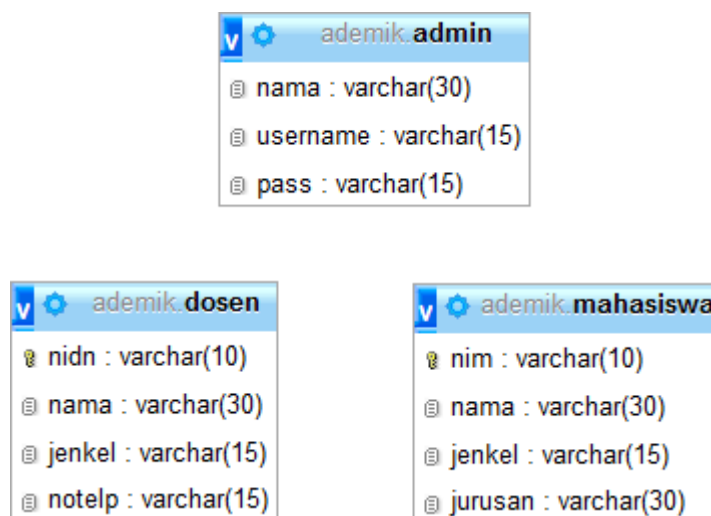 v ademik.admin
nama : varchar(30)
username : varchar(15)
pass : varchar(15)
v ademik.dosen
nidn : varchar(10)
nama : varchar(30)
jenkel : varchar(15)
notelp : varchar(15)
v ademik.mahasiswa
nim : varchar(10)
nama : varchar(30)
jenkel : varchar(15)
jurusan : varchar(30)